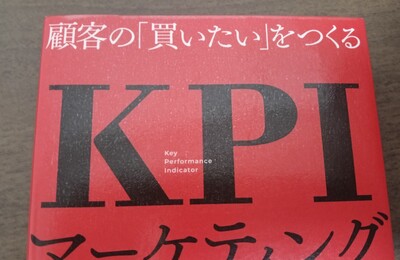 顧客の「買いたい」をつくる
KPI
Key
Performance
Indicator
マーケティング